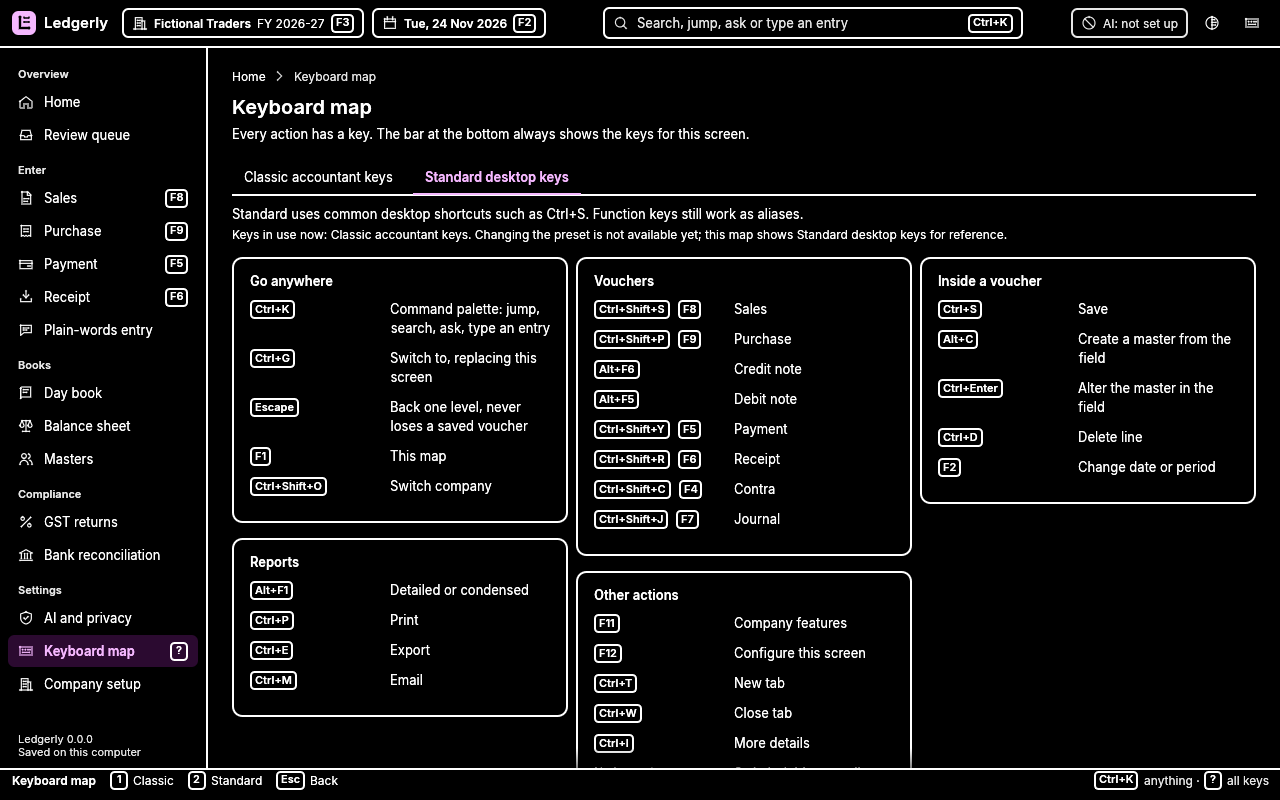 Ledgerly
Fictional Traders FY 2026-27 F3
Tue, 24 Nov 2026 F2
Search, jump, ask or type an entry Ctrl+K
AI: not set up
Overview
Home
Review queue
Enter
Sales F8
Purchase F9
Payment F5
Receipt F6
Plain-words entry
Books
Day book
Balance sheet
Masters
Compliance
GST returns
Bank reconciliation
Settings
AI and privacy
Keyboard map ?
Company setup
Ledgerly 0.0.0
Saved on this computer
Home > Keyboard map
Keyboard map
Every action has a key. The bar at the bottom always shows the keys for this screen.
Classic accountant keys
Standard desktop keys
Standard uses common desktop shortcuts such as Ctrl+S. Function keys still work as aliases.
Keys in use now: Classic accountant keys. Changing the preset is not available yet; this map shows Standard desktop keys for reference.
Go anywhere
Ctrl+K Command palette: jump,
search, ask, type an entry
Ctrl+G Switch to, replacing this
screen
Escape Back one level, never
loses a saved voucher
F1 This map
Ctrl+Shift+O Switch company
Reports
Alt+F1 Detailed or condensed
Ctrl+P Print
Ctrl+E Export
Ctrl+M Email
Vouchers
Ctrl+Shift+S F8 Sales
Ctrl+Shift+P F9 Purchase
Alt+F6 Credit note
Alt+F5 Debit note
Ctrl+Shift+Y F5 Payment
Ctrl+Shift+R F6 Receipt
Ctrl+Shift+C F4 Contra
Ctrl+Shift+J F7 Journal
Other actions
F11 Company features
F12 Configure this screen
Ctrl+T New tab
Ctrl+W Close tab
Ctrl+I More details
Inside a voucher
Ctrl+S Save
Alt+C Create a master from the
field
Ctrl+Enter Alter the master in the
field
Ctrl+D Delete line
F2 Change date or period
Keyboard map 1 Classic 2 Standard Esc Back
Ctrl+K anything · ? all keys